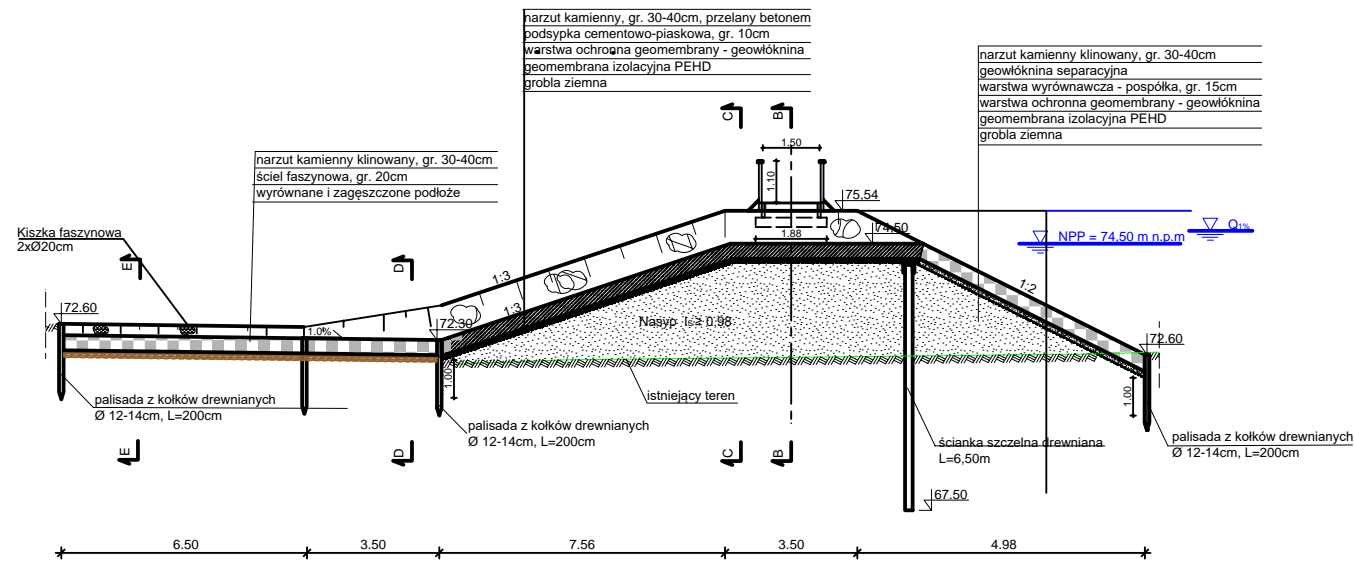 narzut kamienny, gr. 30-40cm, przelany betonem
podsypka cementowo-piaskowa, gr. 10cm
warstwa ochronna geomembrany - geowłóknina
geomembrana izolacyjna PEHD
grobla ziemna
narzut kamienny klinowany, gr. 30-40cm
geowłóknina separacyjna
warstwa wyrównawcza - pospółka, gr. 15cm
warstwa ochronna geomembrany - geowłóknina
geomembrana izolacyjna PEHD
grobla ziemna
narzut kamienny klinowany, gr. 30-40cm
ściel faszynowa, gr. 20cm
wyrównane i zagęszczone podłoże
Kiszka faszynowa
2xØ20cm
C
B
1.50
1.10
75,54
1.88
74,50
Q1%
NPP = 74,50 m n.p.m
E
D
1:3
1:3
1:2
72.60
1.0%
72.30
Nasyp Is≥ 0.98
72.60
1.00
1.00
istniejący teren
palisada z kołków drewnianych
Ø 12-14cm, L=200cm
palisada z kołków drewnianych
Ø 12-14cm, L=200cm
ścianka szczelna drewniana
L=6,50m
palisada z kołków drewnianych
Ø 12-14cm, L=200cm
E
D
C
B
67.50
6.50
3.50
7.56
3.50
4.98